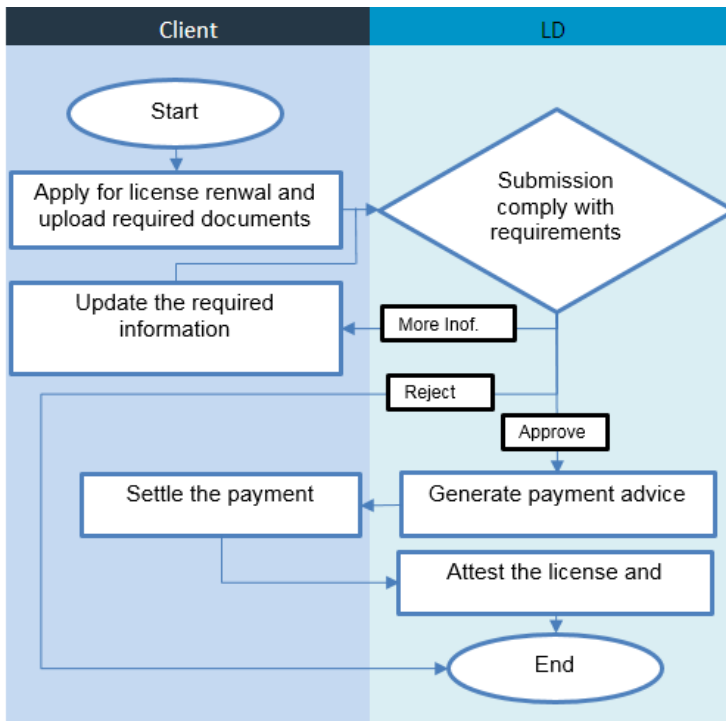 Client
LD
Start
Apply for license renwal and
upload required documents
Submission
comply with
requirements
Update the required
information
More Inof.
Reject
Approve
Settle the payment
Generate payment advice
Attest the license and
End